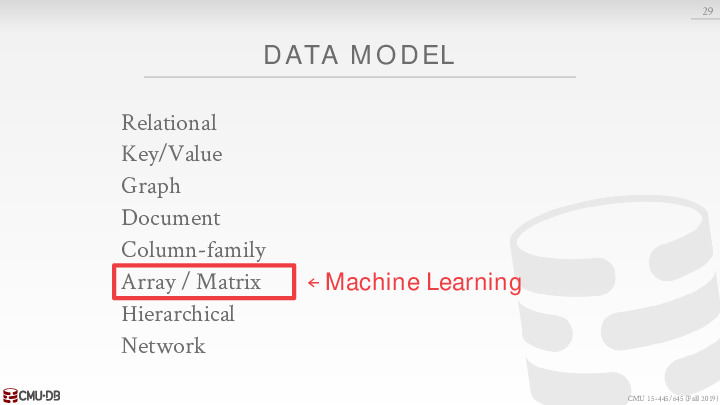 29
DATA MODEL
Relational
Key/Value
Graph
Document
Column-family
Array / Matrix
← Machine Learning
Hierarchical
Network
CMU·DB
CMU 15-445/645 (Fall 2019)